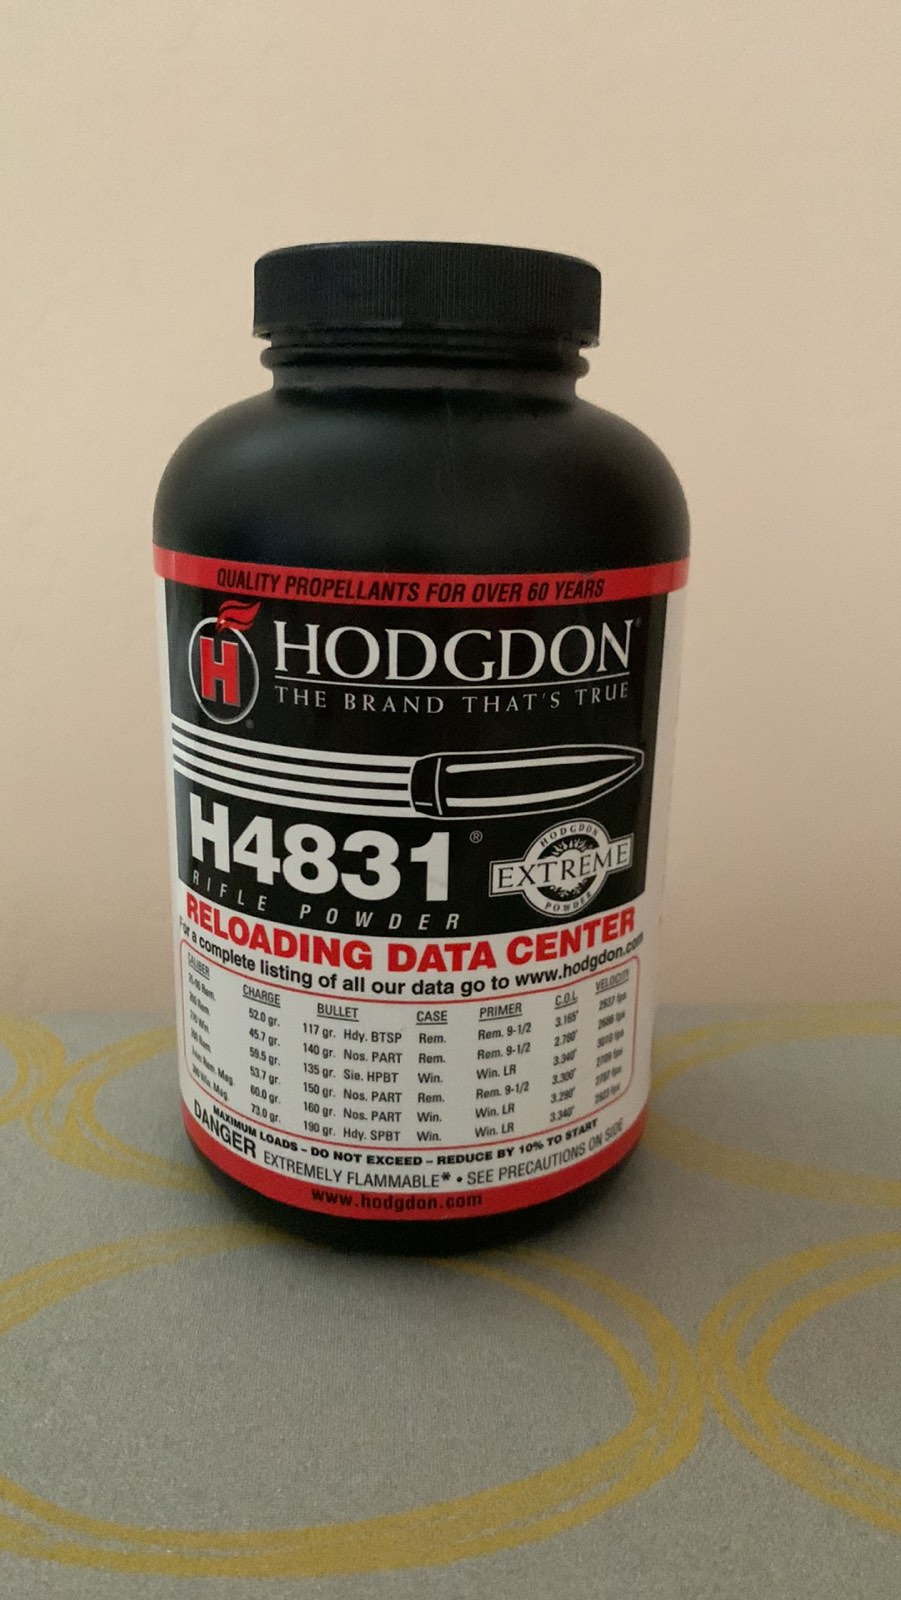 QUALITY PROPELLANTS FOR OVER 60 YEARS
H
HODGDON®
THE BRAND THAT'S TRUE
®
H4831®
RIFLE POWDER
HODGDON
EXTREME
POWDER
RELOADING DATA CENTER
For a complete listing of all our data go to www.hodgdon.com
CALIBER CHARGE BULLET CASE PRIMER C.O.L. VELOCITY
52.0 gr. 117 gr. Hdy. BTSP Rem. Rem. 9-1/2 3.165"
45.7 gr. 140 gr. Nos. PART Rem. Rem. 9-1/2 2.780"
59.5 gr. 135 gr. Sie. HPBT Win. Win. LR 3.340"
53.7 gr. 150 gr. Nos. PART Rem. Rem. 9-1/2 3.300"
60.0 gr. 160 gr. Nos. PART Win. Win. LR 3.290"
73.0 gr. 190 gr. Hdy. SPBT Win. Win. LR 3.340"
MAXIMUM LOADS - DO NOT EXCEED - REDUCE BY 10% TO START
DANGER EXTREMELY FLAMMABLE* • SEE PRECAUTIONS ON SIDE
www.hodgdon.com